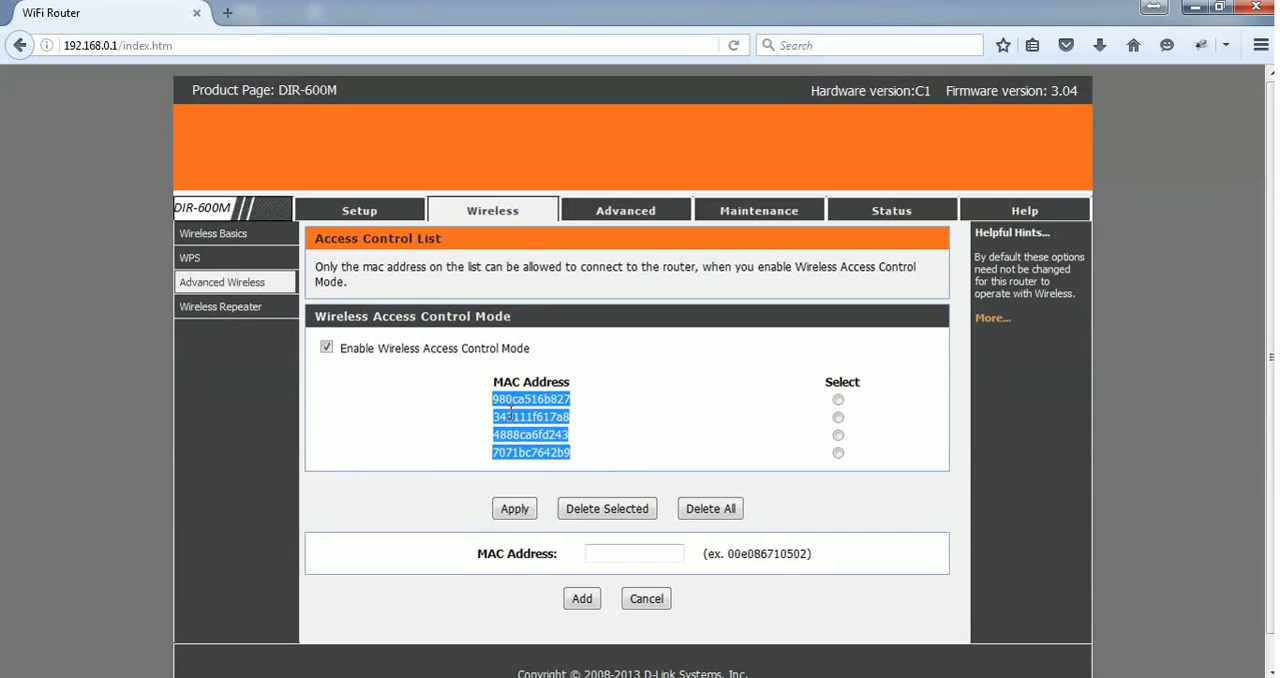 WiFi Router
192.168.0.1/index.htm
Search
Product Page: DIR-600M
Hardware version:C1 Firmware version: 3.04
DIR-600M
Setup
Wireless
Advanced
Maintenance
Status
Help
Wireless Basics
WPS
Advanced Wireless
Wireless Repeater
Access Control List
Only the mac address on the list can be allowed to connect to the router, when you enable Wireless Access Control
Mode.
Wireless Access Control Mode
Enable Wireless Access Control Mode
MAC Address Select
980ca516b827
343111f617a8
4888ca6fd243
7071bc7642b9
Apply Delete Selected Delete All
MAC Address: (ex. 00e086710502)
Add Cancel
Helpful Hints...
By default these options
need not be changed
for this router to
operate with Wireless.
More...
Copyright © 2008-2013 D-Link Systems, Inc.